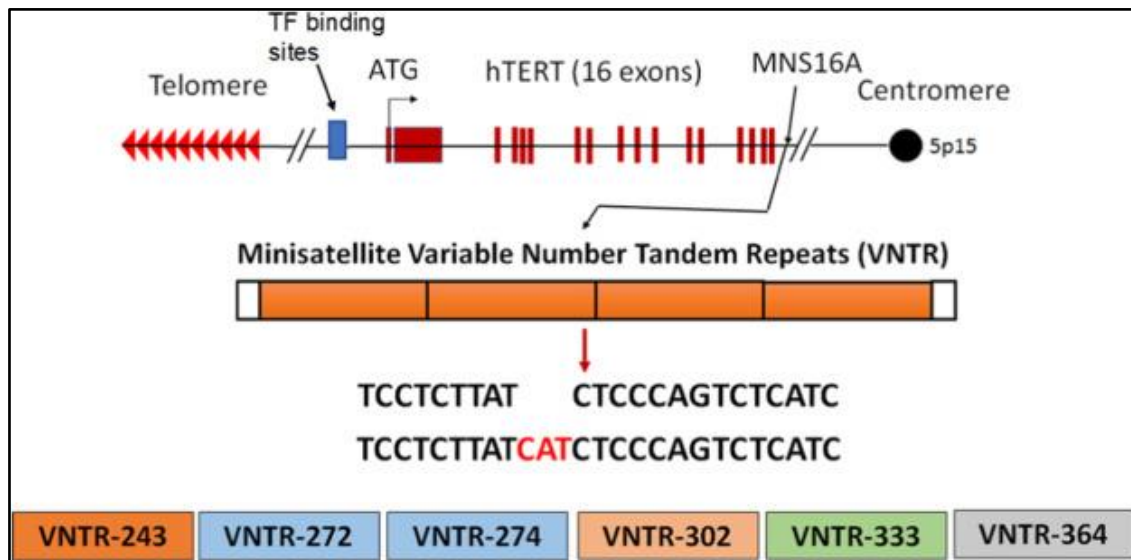 TF binding
sites
Telomere
ATG
hTERT (16 exons)
MNS16A
Centromere
5p15
Minisatellite Variable Number Tandem Repeats (VNTR)
TCCTCTTAT CTCCCAGTCTCATC
TCCTCTTATCATCTCCCAGTCTCATC
VNTR-243 VNTR-272 VNTR-274 VNTR-302 VNTR-333 VNTR-364